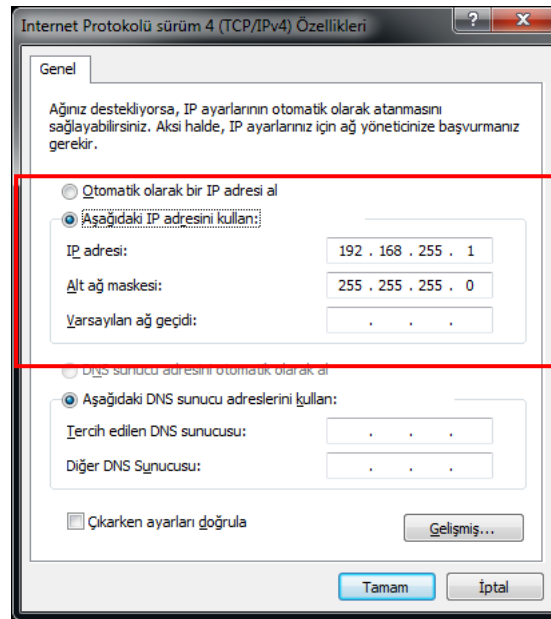 Internet Protokolü sürüm 4 (TCP/IPv4) Özellikleri
?
X
Genel
Ağınız destekliyorsa, IP ayarlarının otomatik olarak atanmasını
sağlayabilirsiniz. Aksi halde, IP ayarlarınız için ağ yöneticinize başvurmanız
gerekir.
Otomatik olarak bir IP adresi al
Aşağıdaki IP adresini kullan:
IP adresi: 192 . 168 . 255 . 1
Alt ağ maskesi: 255 . 255 . 255 . 0
Varsayılan ağ geçidi: . . .
DNS sunucu adresini otomatik olarak al
Aşağıdaki DNS sunucu adreslerini kullan:
Tercih edilen DNS sunucusu: . . .
Diğer DNS Sunucusu: . . .
Çıkarken ayarları doğrula
Gelişmiş...
Tamam
İptal